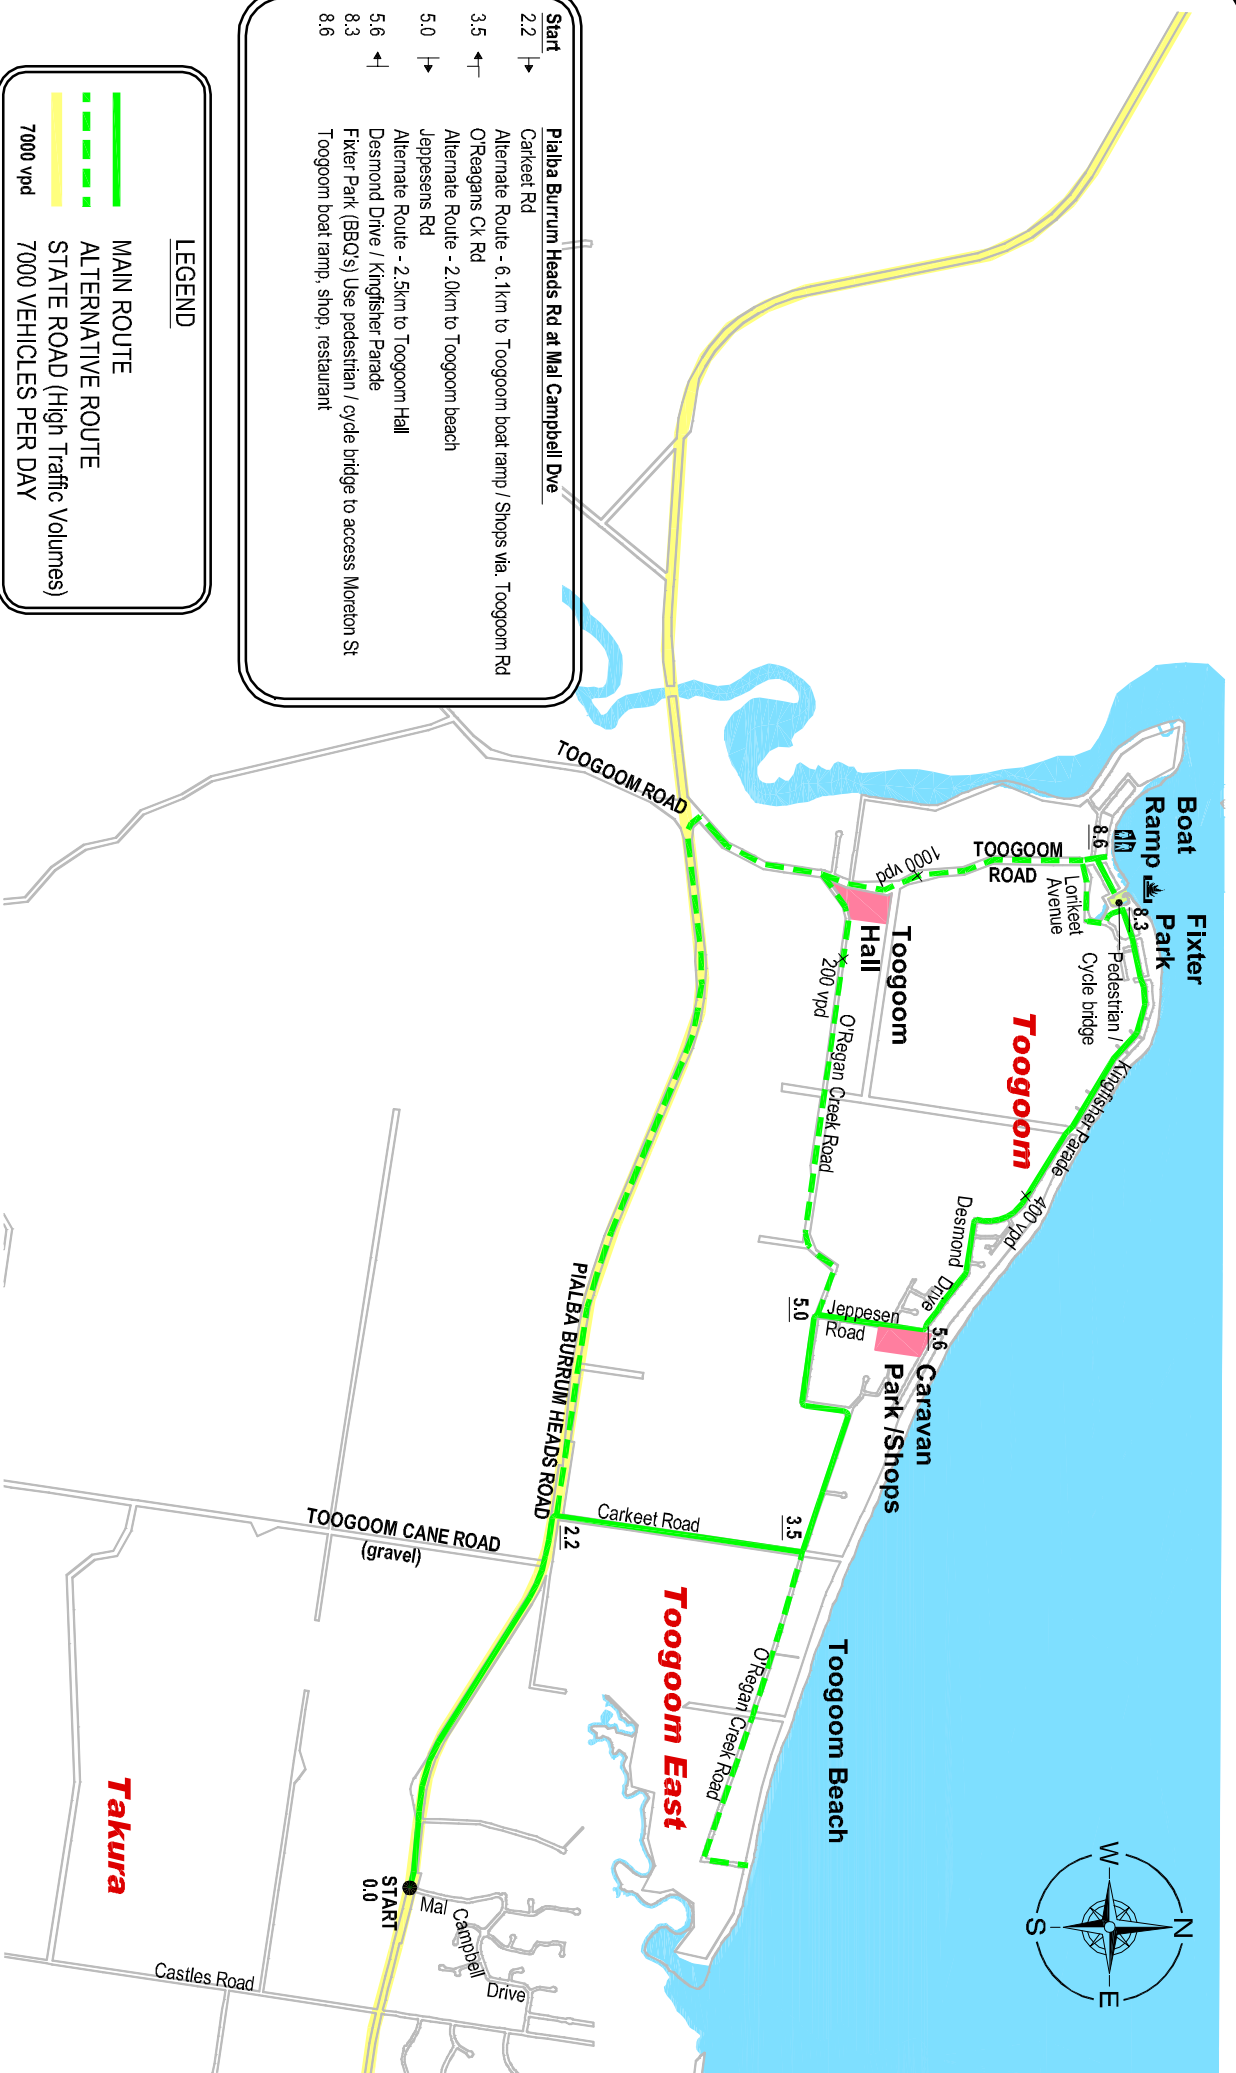 Start Pialba Burrum Heads Rd at Mal Campbell Dve
2.2 Carkeet Rd
Alternate Route - 6.1km to Toogoom boat ramp / Shops via. Toogoom Rd
3.5 O'Reagans Ck Rd
Alternate Route - 2.0km to Toogoom beach
5.0 Jeppesens Rd
Alternate Route - 2.5km to Toogoom Hall
5.6 Desmond Drive / Kingfisher Parade
8.3 Fixter Park (BBQ's) Use pedestrian / cycle bridge to access Moreton St
8.6 Toogoom boat ramp, shop, restaurant
LEGEND
MAIN ROUTE
ALTERNATIVE ROUTE
STATE ROAD (High Traffic Volumes)
7000 vpd 7000 VEHICLES PER DAY
Boat
Ramp
Fixter
Park
8.6
8.3
TOOGOOM
ROAD
Lorikeet
Avenue
Pedestrian /
Cycle bridge
1000 vpd
TOOGOOM ROAD
Toogoom
Hall
200 vpd
O'Regan Creek Road
Toogoom
Kingfisher Parade
400 vpd
Desmond
Drive
5.0
Jeppesen
Road
5.6
Caravan
Park /Shops
PIALBA BURRUM HEADS ROAD
TOOGOOM CANE ROAD
(gravel)
2.2
Carkeet Road
3.5
Toogoom East
O'Regan Creek Road
Toogoom Beach
Takura
START
0.0
Mal
Campbell
Drive
Castles Road
N
W
E
S